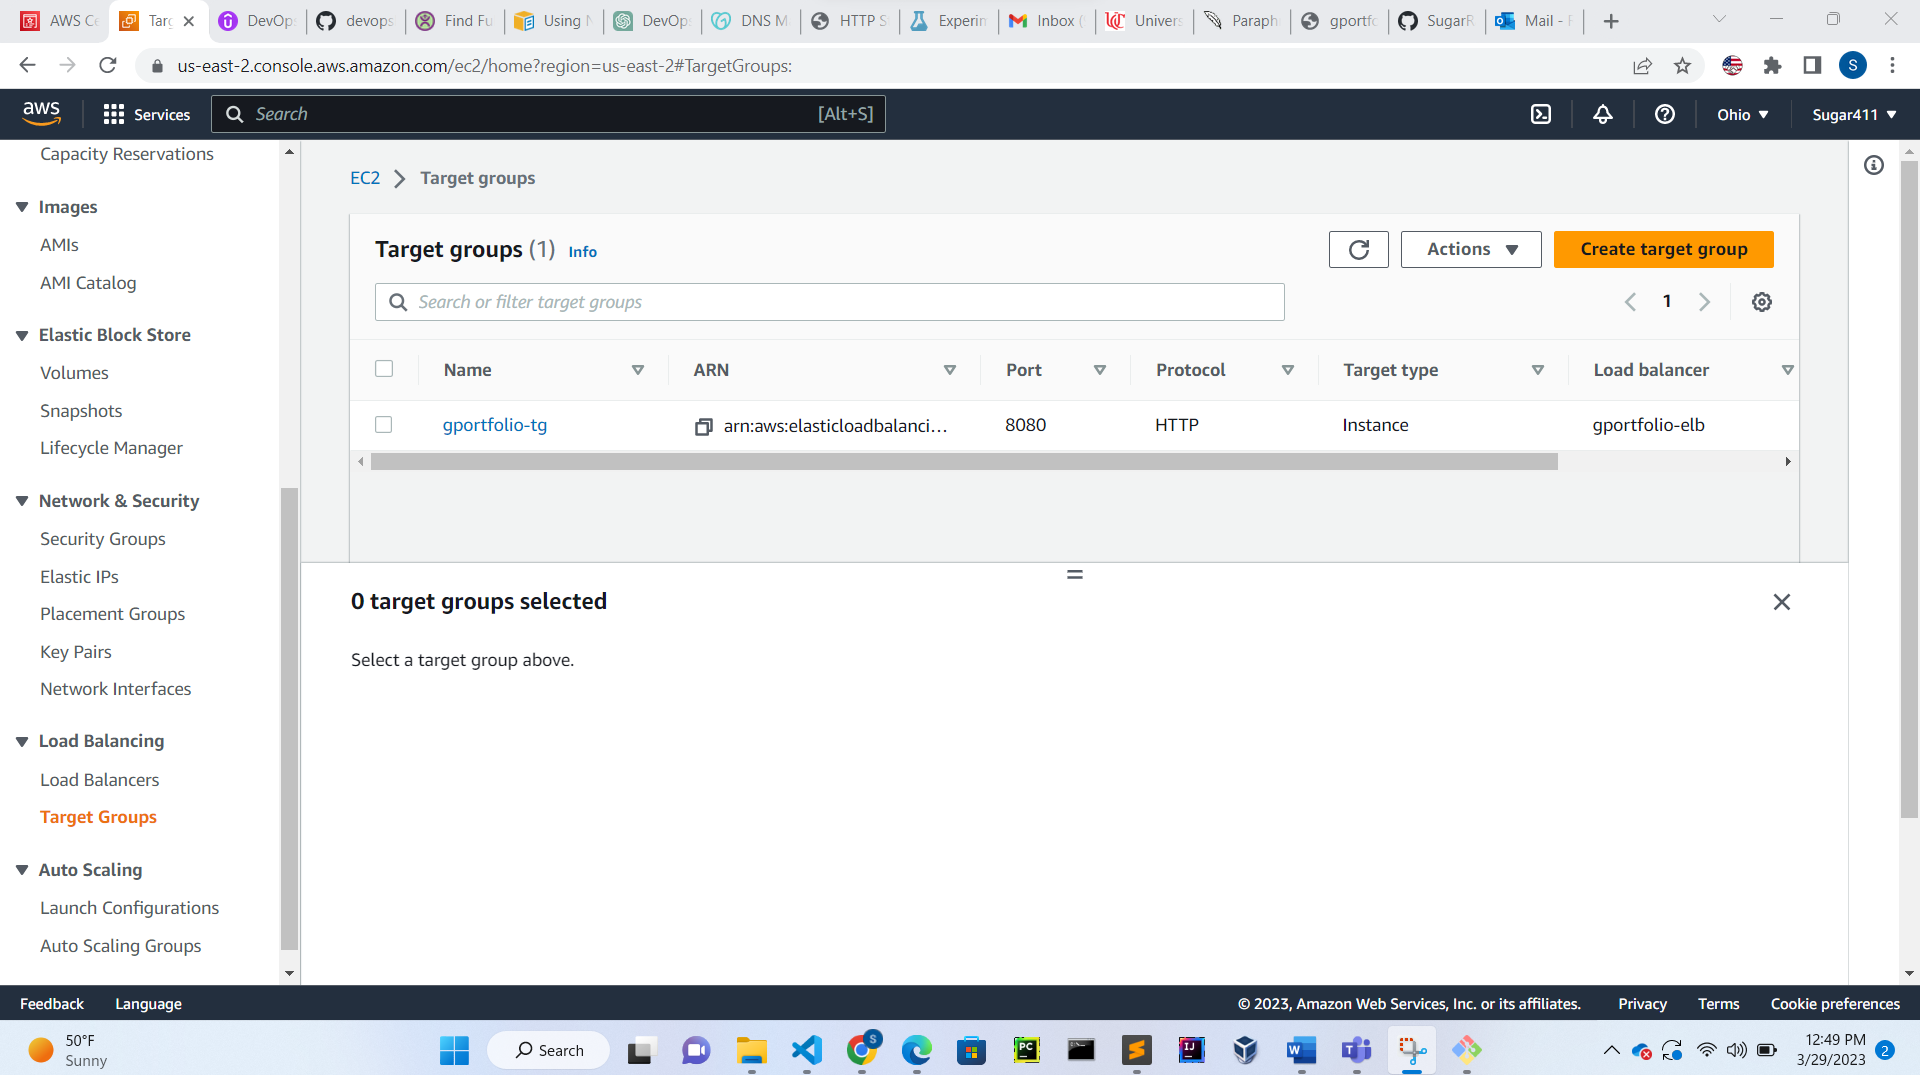 AWS Ce
Targ
DevOp
devops
Find Fu
Using N
DevOp
DNS M
HTTP S
Experim
Inbox (
Univers
Paraph
gportfo
SugarR
Mail -
us-east-2.console.aws.amazon.com/ec2/home?region=us-east-2#TargetGroups:
S
aws
Services
Search
[Alt+S]
Ohio
Sugar411
Capacity Reservations
Images
AMIs
AMI Catalog
Elastic Block Store
Volumes
Snapshots
Lifecycle Manager
Network & Security
Security Groups
Elastic IPs
Placement Groups
Key Pairs
Network Interfaces
Load Balancing
Load Balancers
Target Groups
Auto Scaling
Launch Configurations
Auto Scaling Groups
EC2 > Target groups
Target groups (1) Info
Actions
Create target group
Search or filter target groups
1
Name ARN Port Protocol Target type Load balancer
gportfolio-tg arn:aws:elasticloadbalanci... 8080 HTTP Instance gportfolio-elb
0 target groups selected
Select a target group above.
Feedback Language
© 2023, Amazon Web Services, Inc. or its affiliates. Privacy Terms Cookie preferences
50°F
Sunny
Search
S
PC
IJ
12:49 PM
3/29/2023
2